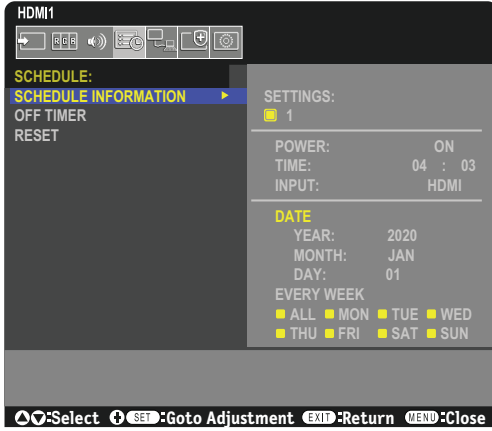 HDMI1
RGB
SCHEDULE:
SCHEDULE INFORMATION
OFF TIMER
RESET
SETTINGS:
1
POWER: ON
TIME: 04 : 03
INPUT: HDMI
DATE
YEAR: 2020
MONTH: JAN
DAY: 01
EVERY WEEK
ALL MON TUE WED
THU FRI SAT SUN
:Select SET:Goto Adjustment EXIT:Return MENU:Close